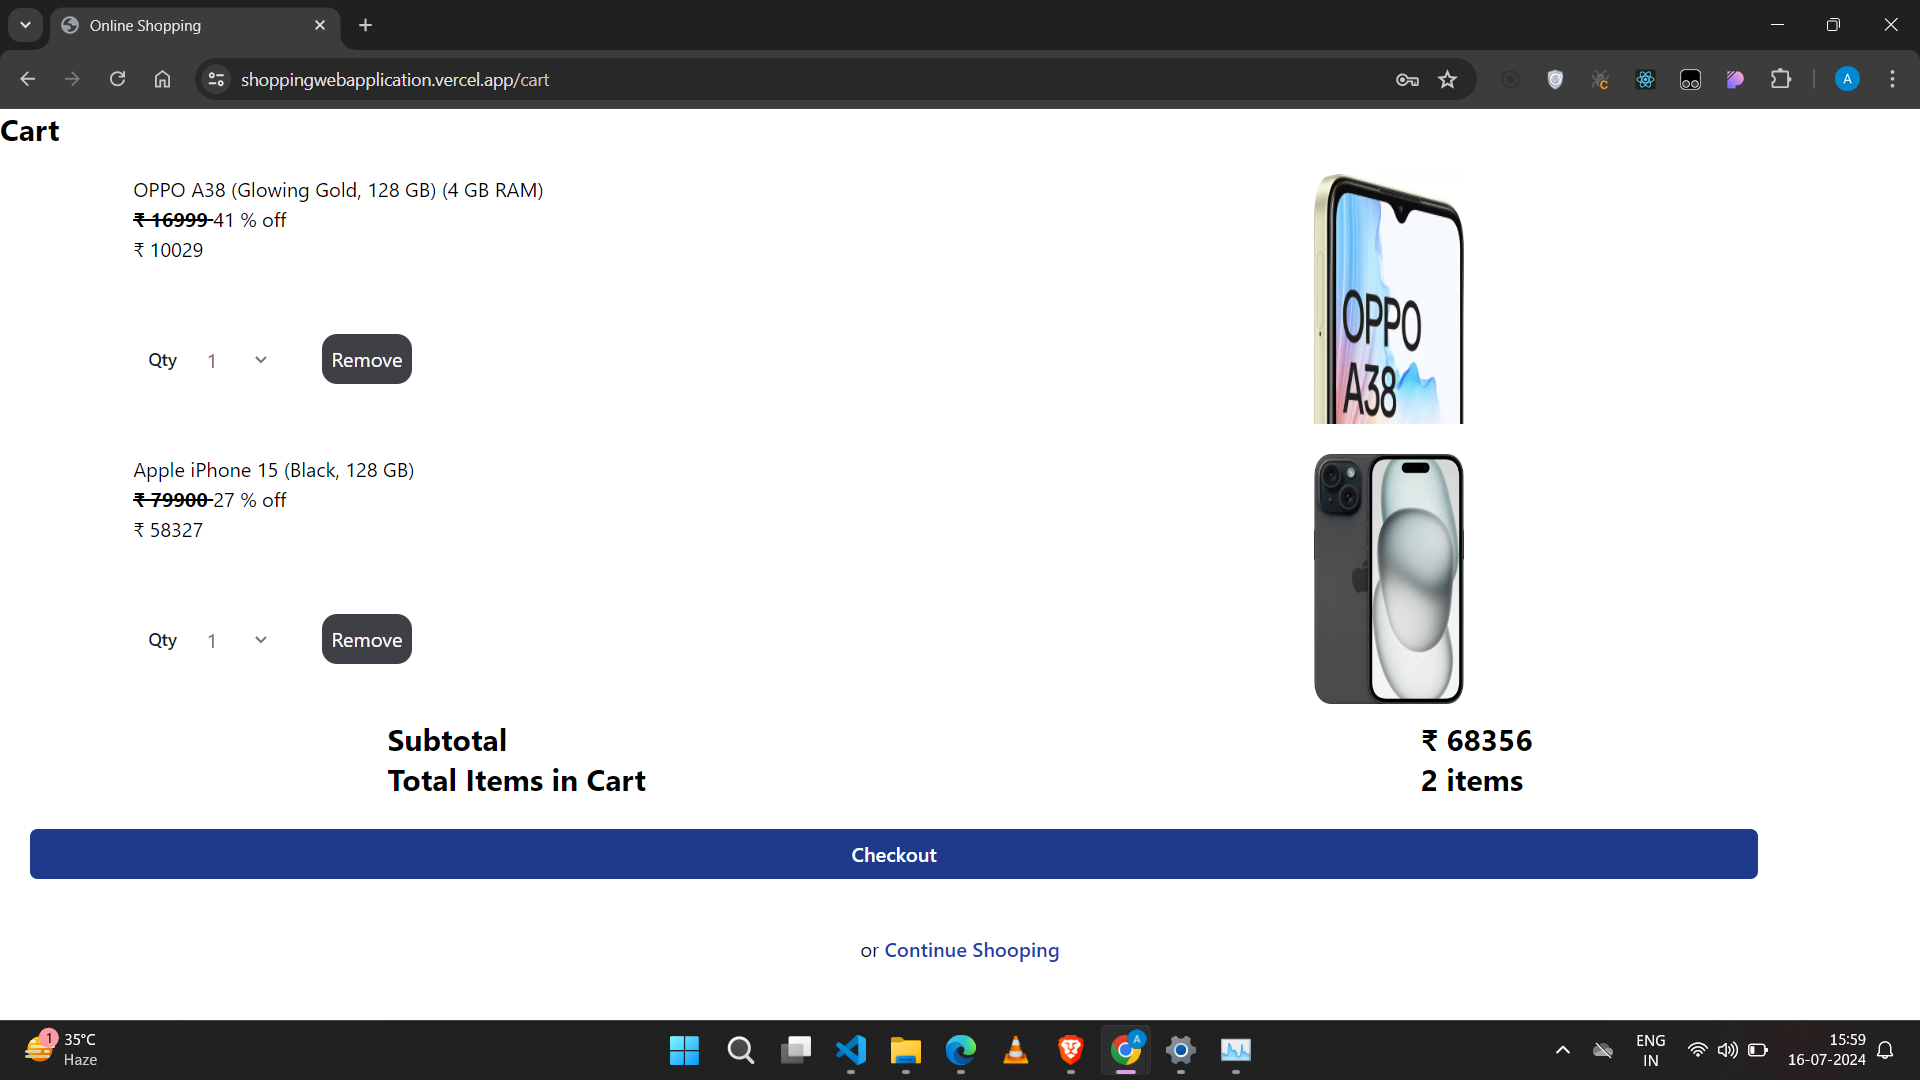 Online Shopping
shoppingwebapplication.vercel.app/cart
A
Cart
OPPO A38 (Glowing Gold, 128 GB) (4 GB RAM)
₹ 16999 41 % off
₹ 10029
OPPO
A38
Qty 1 Remove
Apple iPhone 15 (Black, 128 GB)
₹ 79900 27 % off
₹ 58327
Qty 1 Remove
Subtotal ₹ 68356
Total Items in Cart 2 items
Checkout
or Continue Shooping
1
35°C
Haze
A
ENG
IN
15:59
16-07-2024